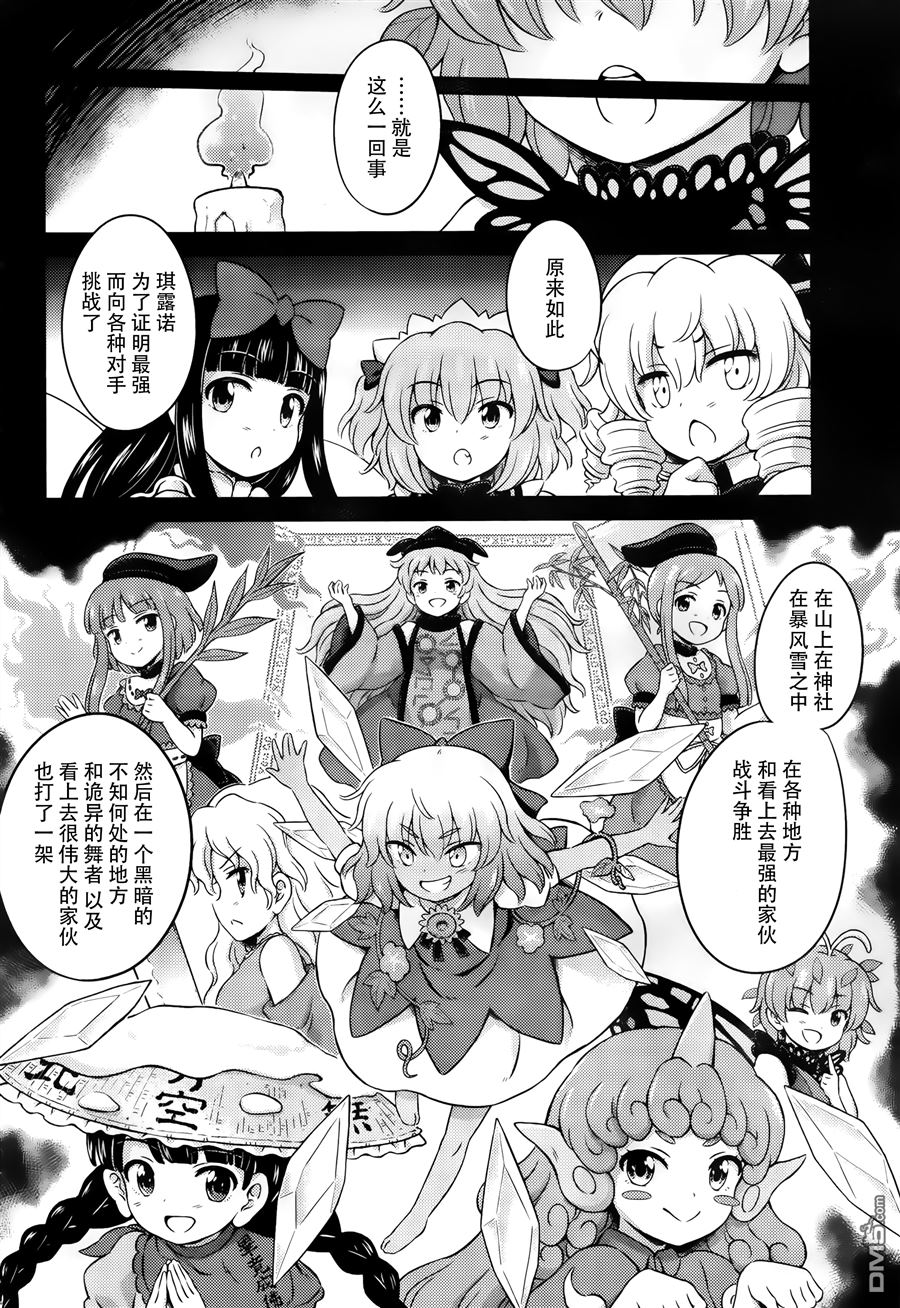 ……就是
这么一回事
原来如此
琪露诺
为了证明最强
而向各种对手
挑战了
在山上在神社
在暴风雪之中
在各种地方
和看上去最强的家伙
战斗争胜
然后在一个黑暗的
不知何处的地方
和诡异的舞者以及
看上去很伟大的家伙
也打了一架
DM5.com